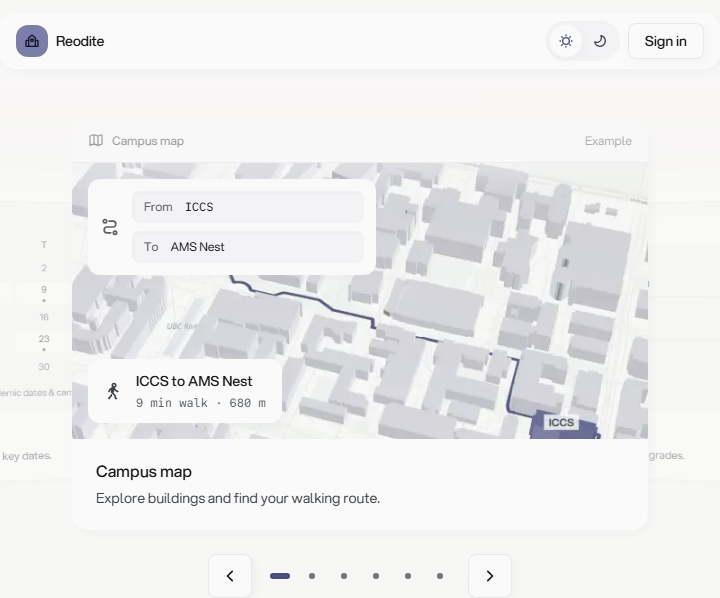 Reodite
Sign in
Campus map
Example
From ICCS
To AMS Nest
T
2
9
16
23
30
UBC
ICCS to AMS Nest
9 min walk · 680 m
ICCS
key dates.
grades.
Campus map
Explore buildings and find your walking route.